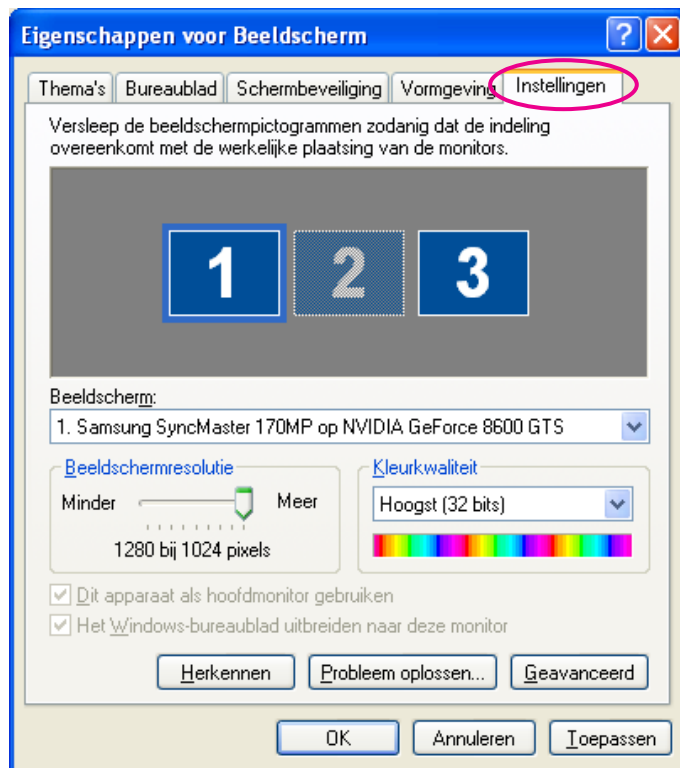 Eigenschappen voor Beeldscherm
Thema's Bureaublad Schermbeveiliging Vormgeving Instellingen
Versleep de beeldschermpictogrammen zodanig dat de indeling
overeenkomt met de werkelijke plaatsing van de monitors.
1 2 3
Beeldscherm:
1. Samsung SyncMaster 170MP op NVIDIA GeForce 8600 GTS
Beeldschermresolutie
Minder Meer
1280 bij 1024 pixels
Kleurkwaliteit
Hoogst (32 bits)
Dit apparaat als hoofdmonitor gebruiken
Het Windows-bureaublad uitbreiden naar deze monitor
Herkennen Probleem oplossen... Geavanceerd
OK Annuleren Toepassen